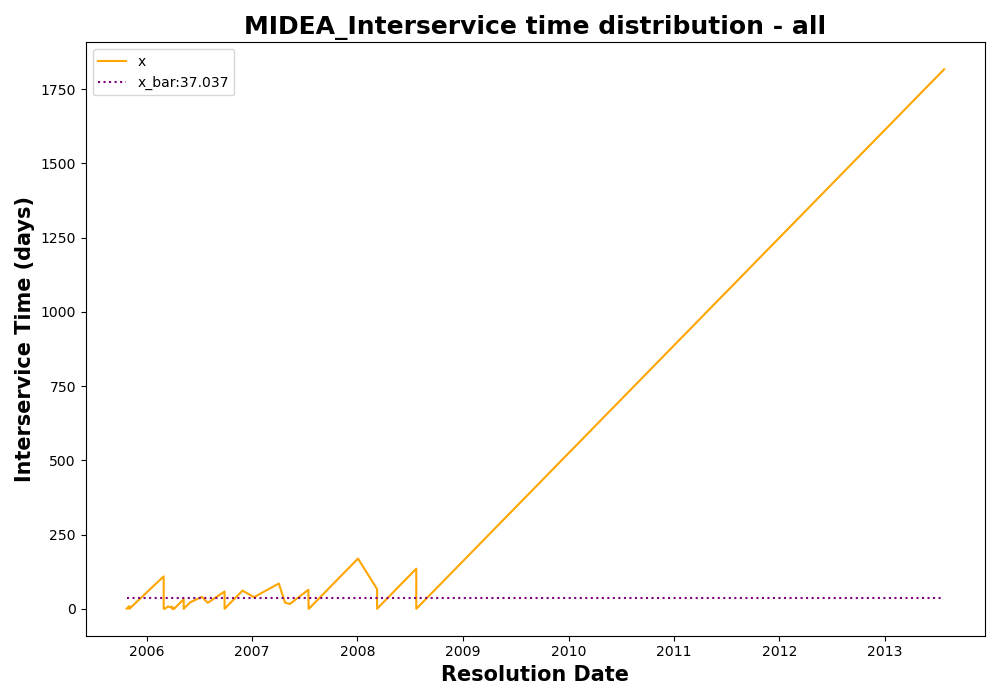 MIDEA_Interservice time distribution - all
x
x_bar:37.037
Interservice Time (days)
1750
1500
1250
1000
750
500
250
0
2006 2007 2008 2009 2010 2011 2012 2013
Resolution Date